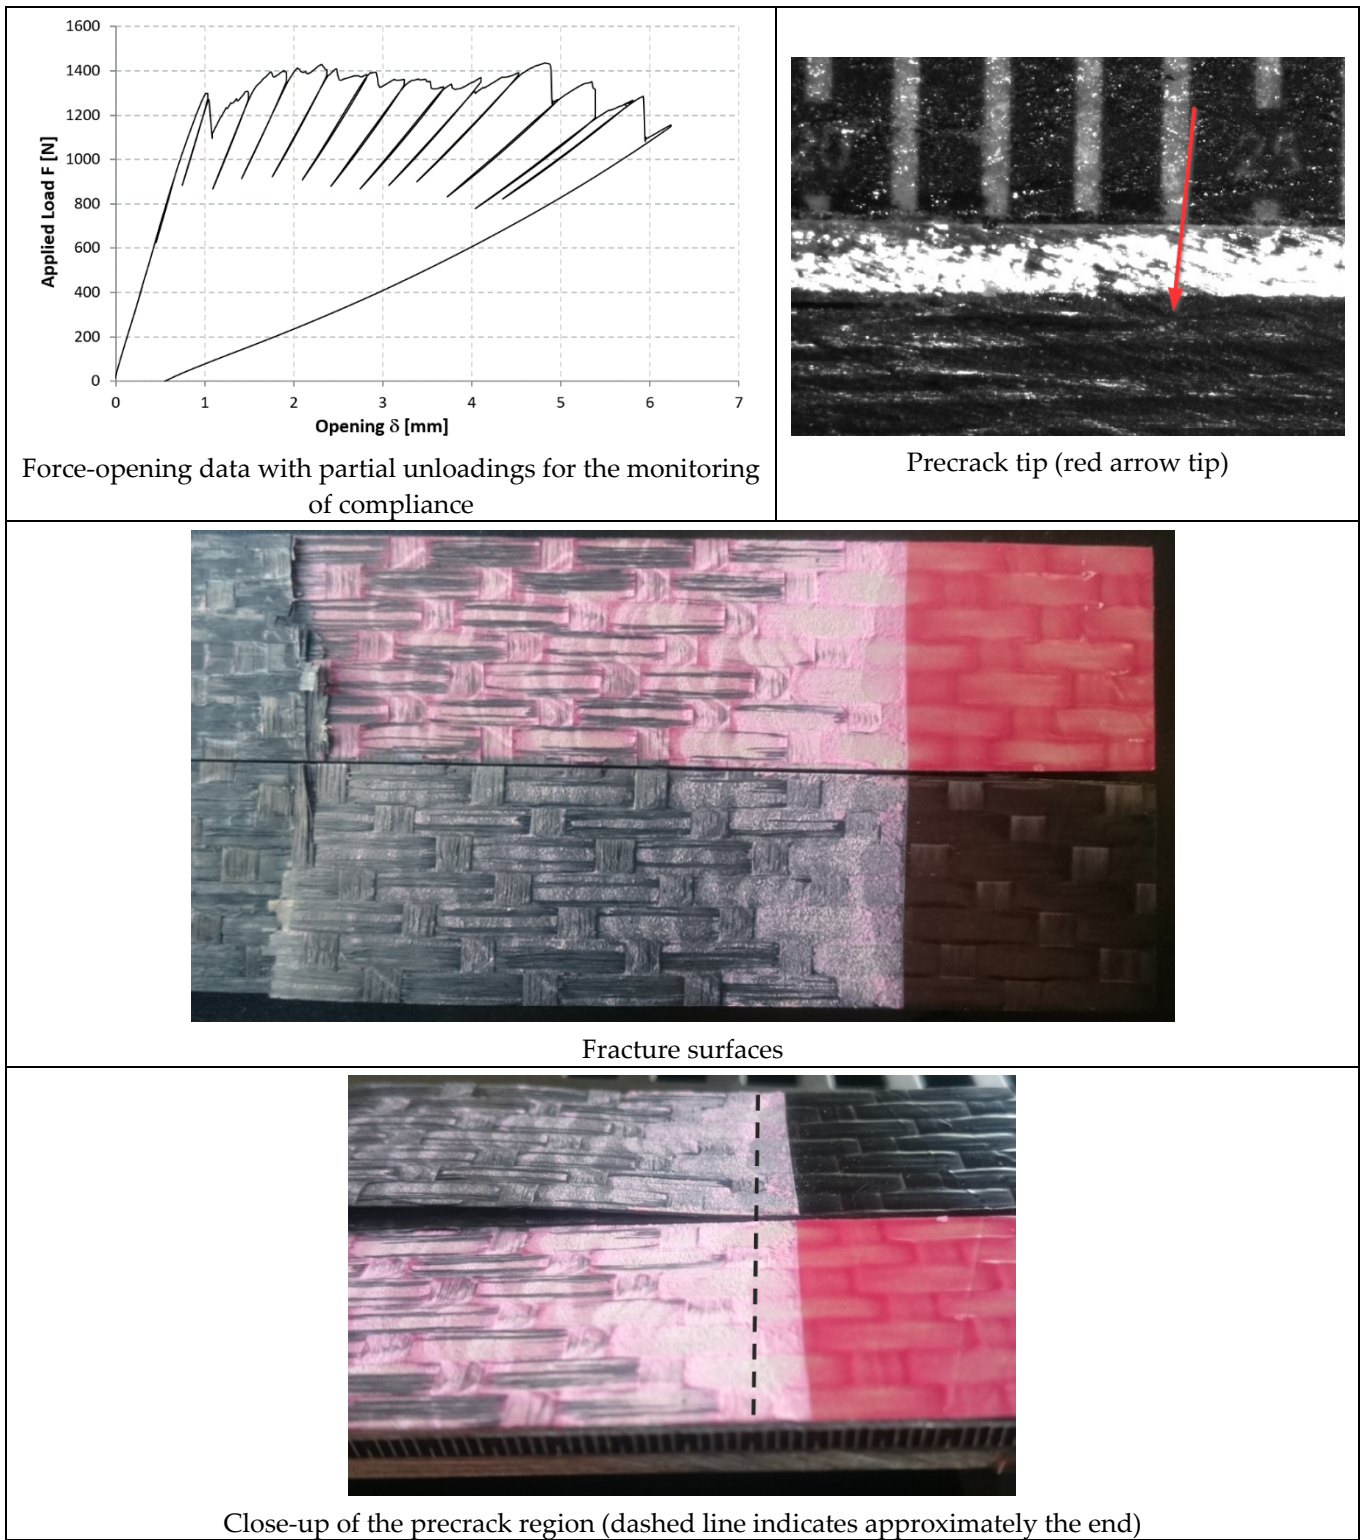 1600
1400
1200
1000
800
600
400
200
0
0 1 2 3 4 5 6 7
Applied Load F [N]
Opening δ [mm]
Force-opening data with partial unloadings for the monitoring
of compliance
25
Precrack tip (red arrow tip)
Fracture surfaces
Close-up of the precrack region (dashed line indicates approximately the end)